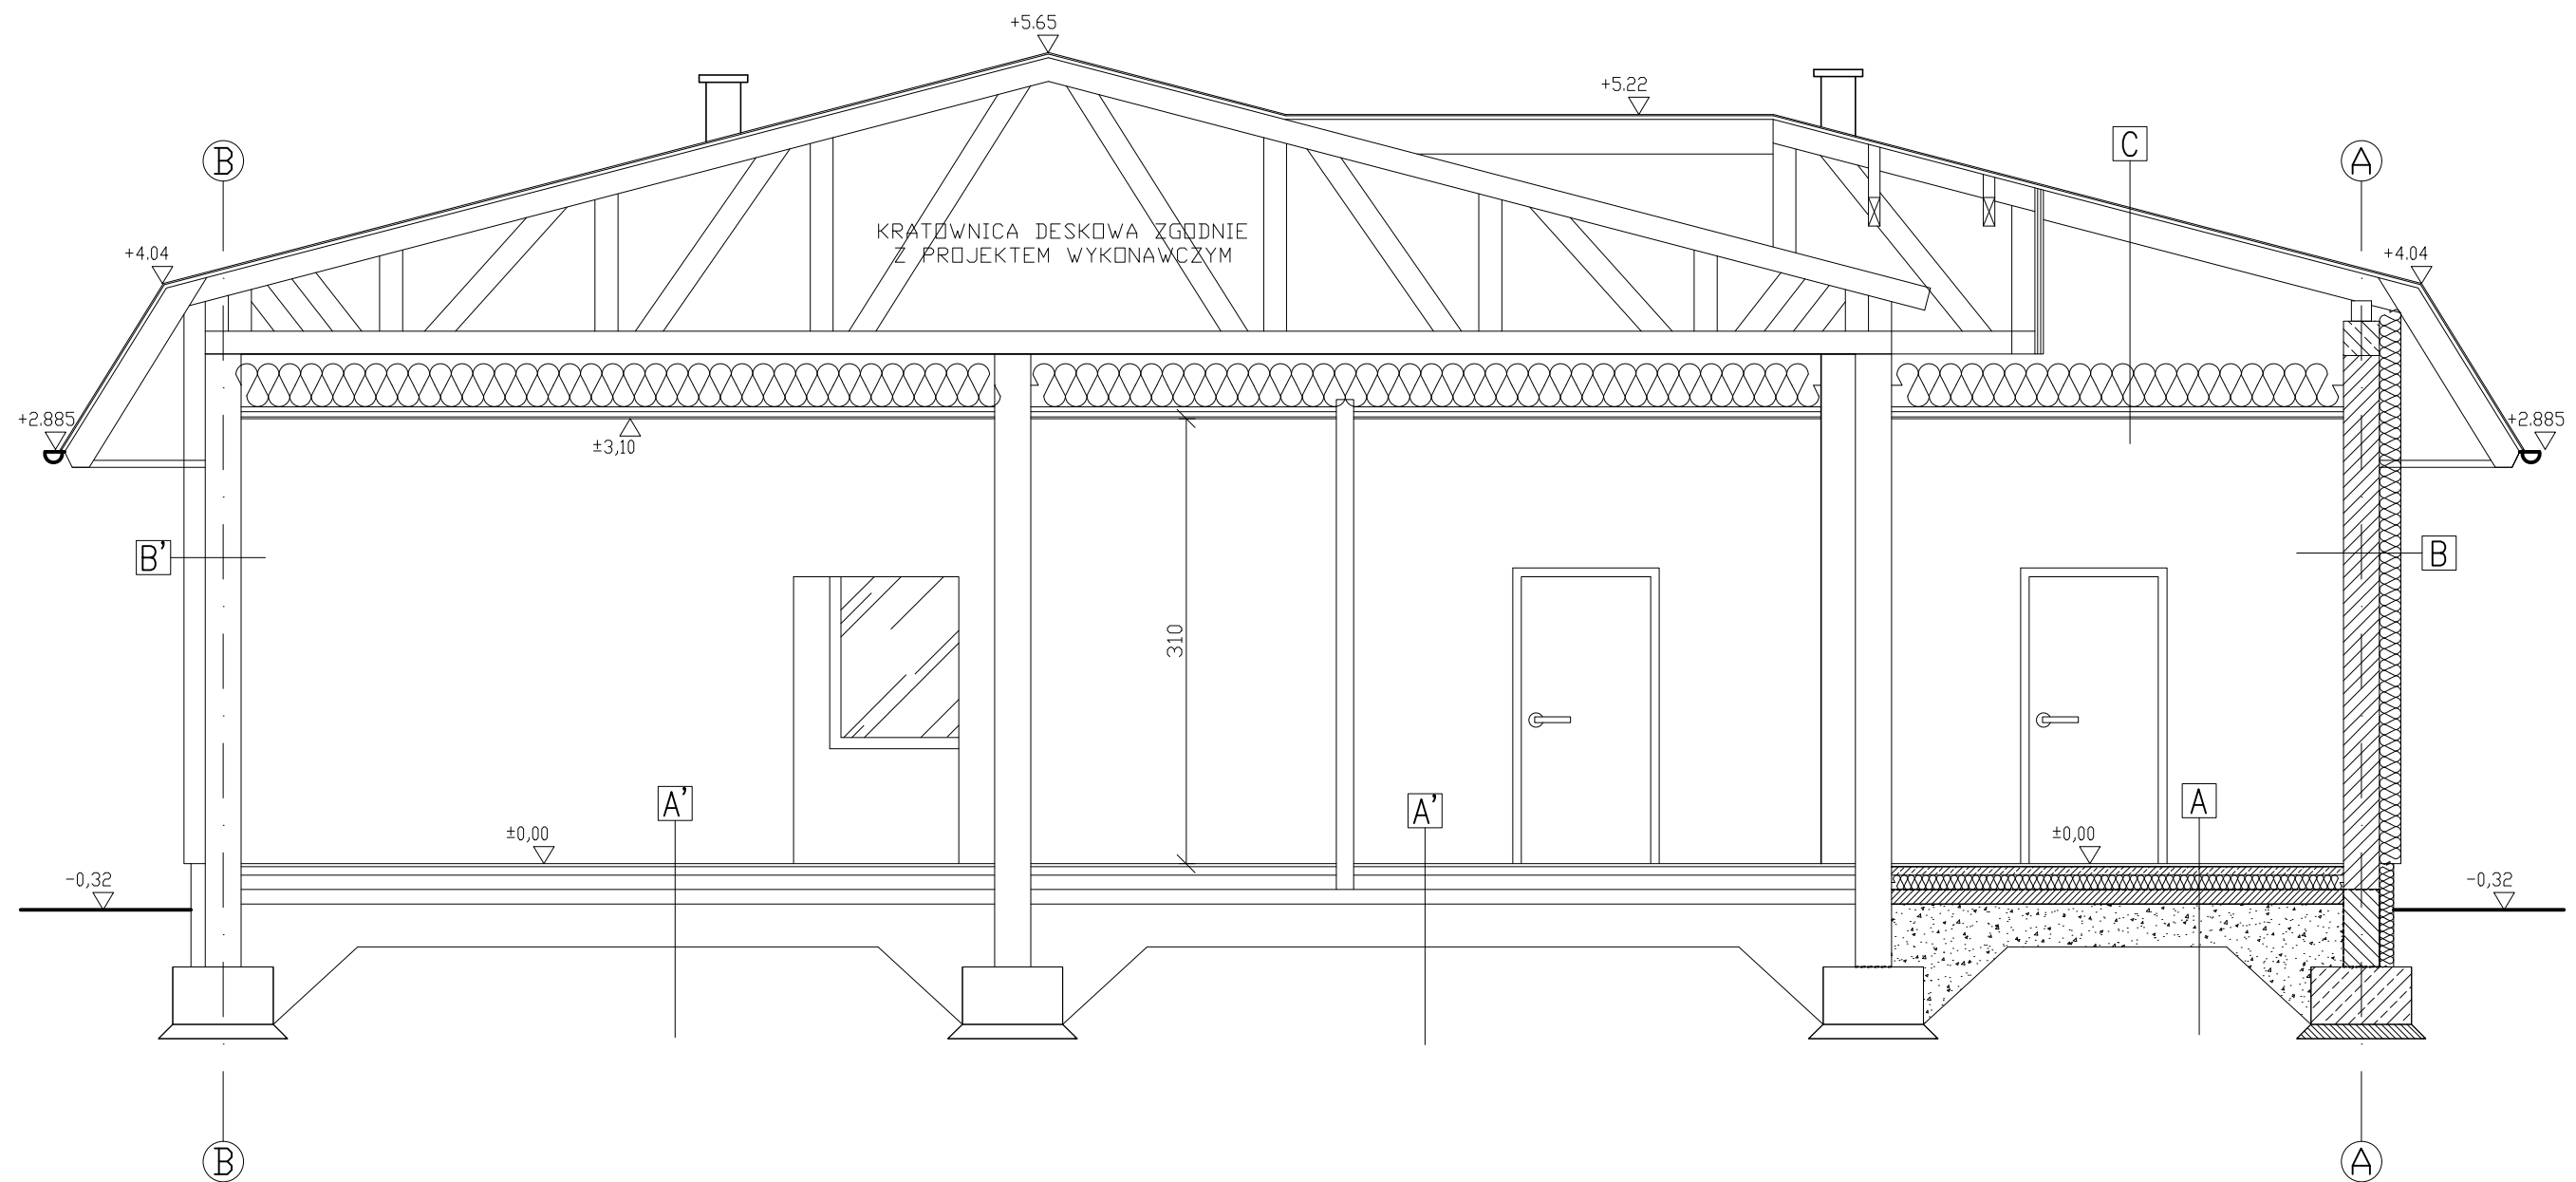 +5.65
+5.22
B
C
A
KRATOWNICA DESKOWA ZGODNIE
Z PROJEKTEM WYKONAWCZYM
+4.04
+4.04
+2.885
+2.885
±3,10
B'
B
310
A'
A'
A
±0,00
±0,00
-0,32
-0,32
B
A